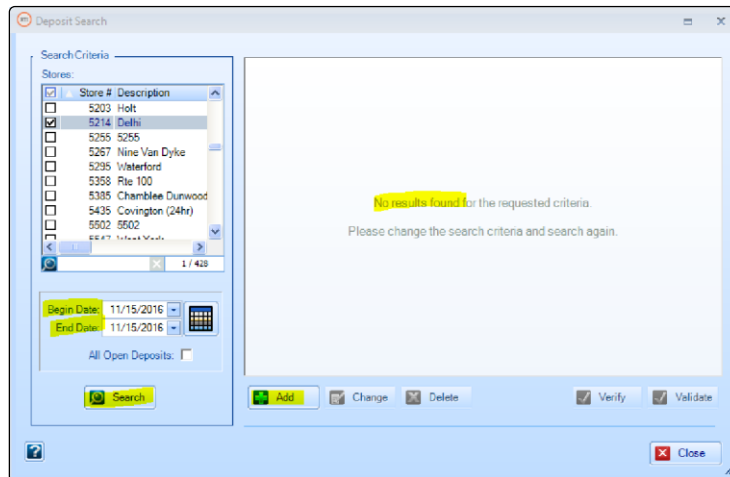 Deposit Search
Search Criteria
Stores:
Store # Description
5203 Holt
5214 Delhi
5255 5255
5267 Nine Van Dyke
5295 Waterford
5358 Rte 100
5385 Chamblee Dunwood
5435 Covington (24hr)
5502 5502
5547 West York
1 / 428
Begin Date: 11/15/2016
End Date: 11/15/2016
All Open Deposits:
Search
No results found for the requested criteria.
Please change the search criteria and search again.
Add Change Delete Verify Validate
Close